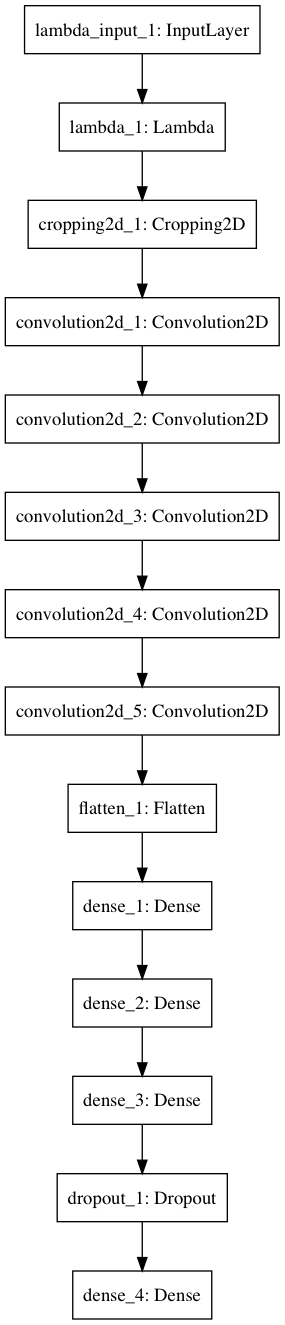 lambda_input_1: InputLayer
lambda_1: Lambda
cropping2d_1: Cropping2D
convolution2d_1: Convolution2D
convolution2d_2: Convolution2D
convolution2d_3: Convolution2D
convolution2d_4: Convolution2D
convolution2d_5: Convolution2D
flatten_1: Flatten
dense_1: Dense
dense_2: Dense
dense_3: Dense
dropout_1: Dropout
dense_4: Dense